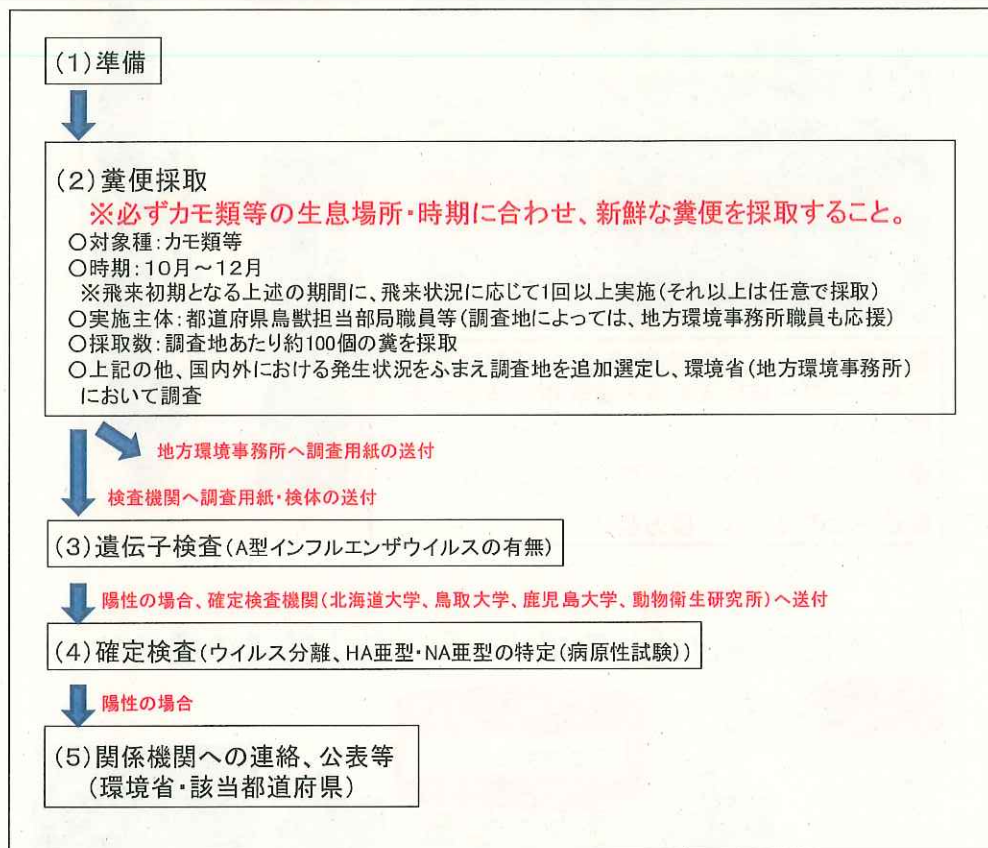 (1)準備
(2)糞便採取
※必ずカモ類等の生息場所・時期に合わせ、新鮮な糞便を採取すること。
○対象種:カモ類等
○時期:10月～12月
※飛来初期となる上述の期間に、飛来状況に応じて1回以上実施(それ以上は任意で採取)
○実施主体:都道府県鳥獣担当部局職員等(調査地によっては、地方環境事務所職員も応援)
○採取数:調査地あたり約100個の糞を採取
○上記の他、国内外における発生状況をふまえ調査地を追加選定し、環境省(地方環境事務所)
において調査
地方環境事務所へ調査用紙の送付
検査機関へ調査用紙・検体の送付
(3)遺伝子検査(A型インフルエンザウイルスの有無)
陽性の場合、確定検査機関(北海道大学、鳥取大学、鹿児島大学、動物衛生研究所)へ送付
(4)確定検査(ウイルス分離、HA亜型・NA亜型の特定(病原性試験))
陽性の場合
(5)関係機関への連絡、公表等
(環境省・該当都道府県)